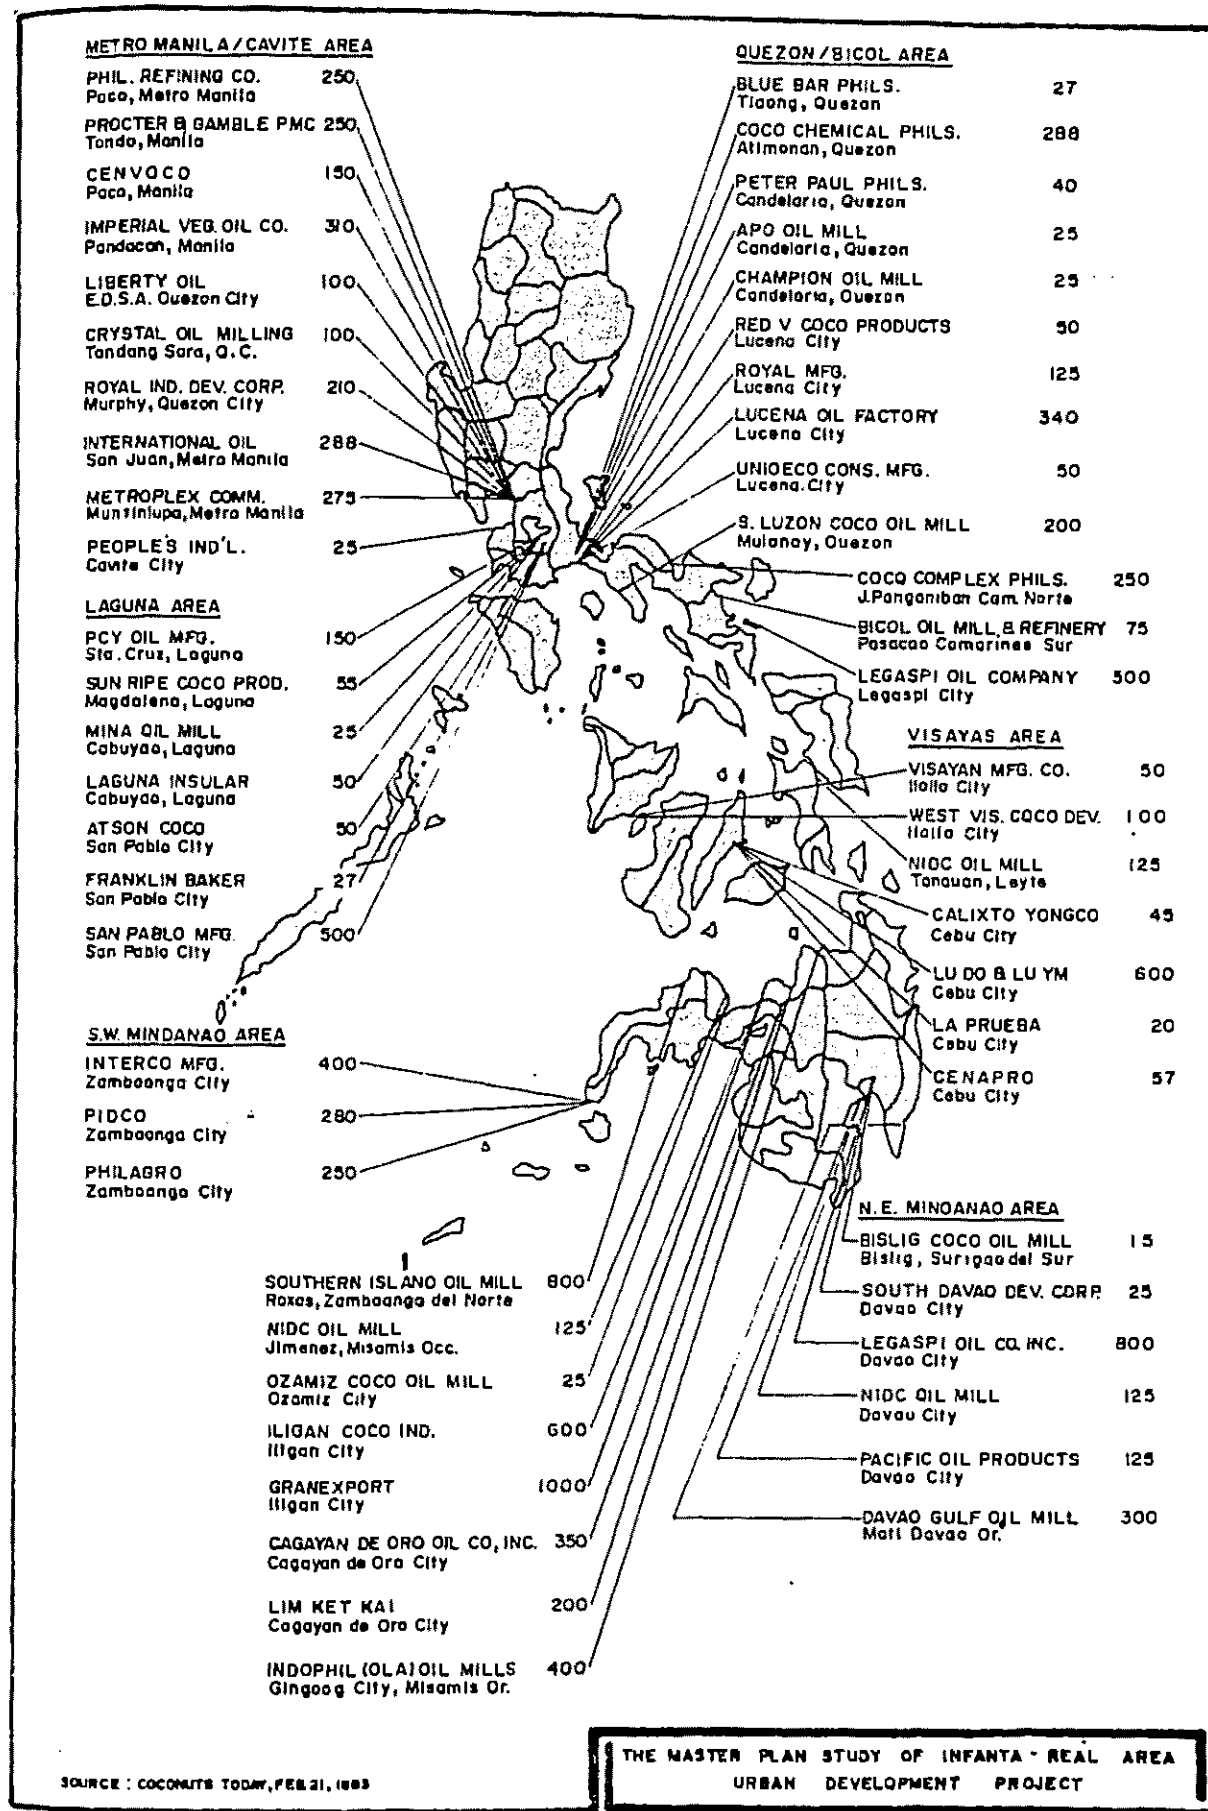 METRO MANILA/CAVITE AREA
PHIL. REFINING CO. 250
Paco, Metro Manila
PROCTER & GAMBLE PMC 250
Tondo, Manila
CENVOCO 150
Paco, Manila
IMPERIAL VEG. OIL CO. 310
Pandacan, Manila
LIBERTY OIL 100
E.D.S.A. Quezon City
CRYSTAL OIL MILLING 100
Tandang Sora, Q.C.
ROYAL IND. DEV. CORP. 210
Murphy, Quezon City
INTERNATIONAL OIL 288
San Juan, Metro Manila
METROPLEX COMM. 275
Muntinlupa, Metro Manila
PEOPLE'S IND'L. 25
Cavite City
LAGUNA AREA
PCY OIL MFG. 150
Sta. Cruz, Laguna
SUN RIPE COCO PROD. 55
Magdalena, Laguna
MINA OIL MILL 25
Cabuyao, Laguna
LAGUNA INSULAR 50
Cabuyao, Laguna
ATSON COCO 50
San Pablo City
FRANKLIN BAKER 27
San Pablo City
SAN PABLO MFG. 500
San Pablo City
S.W. MINDANAO AREA
INTERCO MFG. 400
Zamboanga City
PIDCO 280
Zamboanga City
PHILAGRO 250
Zamboanga City
SOUTHERN ISLAND OIL MILL 800
Roxas, Zamboanga del Norte
NIDC OIL MILL 125
Jimenez, Misamis Occ.
OZAMIZ COCO OIL MILL 25
Ozamiz City
ILIGAN COCO IND. 600
Iligan City
GRANEXPORT 1000
Iligan City
CAGAYAN DE ORO OIL CO, INC. 350
Cagayan de Oro City
LIM KET KAI 200
Cagayan de Oro City
INDOPHIL (OLA) OIL MILLS 400
Gingoog City, Misamis Or.
QUEZON/BICOL AREA
BLUE BAR PHILS. 27
Tiaong, Quezon
COCO CHEMICAL PHILS. 288
Atimonan, Quezon
PETER PAUL PHILS. 40
Candelaria, Quezon
APO OIL MILL 25
Candelaria, Quezon
CHAMPION OIL MILL 25
Candelaria, Quezon
RED V COCO PRODUCTS 50
Lucena City
ROYAL MFG. 125
Lucena City
LUCENA OIL FACTORY 340
Lucena City
UNIOECO CONS. MFG. 50
Lucena City
S. LUZON COCO OIL MILL 200
Mulanay, Quezon
COCO COMPLEX PHILS. 250
J. Panganiban Cam. Norte
BICOL OIL MILL & REFINERY 75
Pasacao Camarines Sur
LEGASPI OIL COMPANY 500
Legaspi City
VISAYAS AREA
VISAYAN MFG. CO. 50
Iloilo City
WEST VIS. COCO DEV. 100
Iloilo City
NIDC OIL MILL 125
Tanauan, Leyte
CALIXTO YONGCO 45
Cebu City
LU DO & LU YM 600
Cebu City
LA PRUEBA 20
Cebu City
CENAPRO 57
Cebu City
N.E. MINDANAO AREA
BISLIG COCO OIL MILL 15
Bislig, Surigao del Sur
SOUTH DAVAO DEV. CORP. 25
Davao City
LEGASPI OIL CO. INC. 800
Davao City
NIDC OIL MILL 125
Davao City
PACIFIC OIL PRODUCTS 125
Davao City
DAVAO GULF OIL MILL 300
Mati Davao Or.
SOURCE : COCONUTS TODAY, FEB 21, 1983
THE MASTER PLAN STUDY OF INFANTA - REAL AREA
URBAN DEVELOPMENT PROJECT